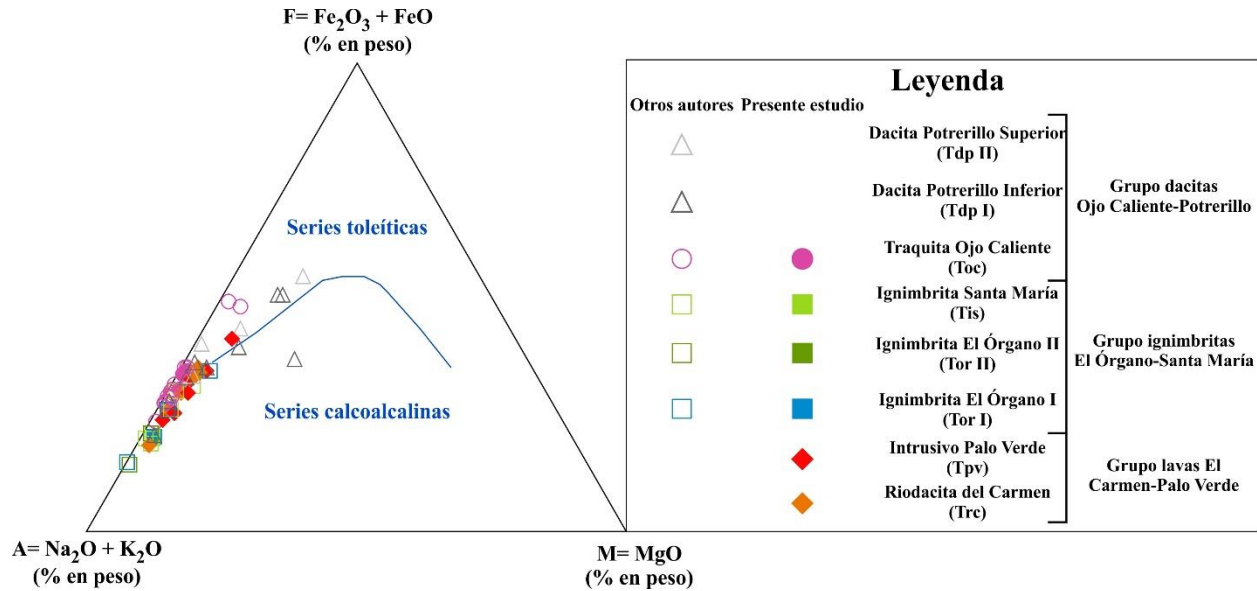 F= Fe₂O₃ + FeO
(% en peso)
Series toleíticas
Series calcoalcalinas
A= Na₂O + K₂O
(% en peso)
M= MgO
(% en peso)
Leyenda
Otros autores Presente estudio
Dacita Potrerillo Superior
(Tdp II)
Dacita Potrerillo Inferior
(Tdp I)
Traquita Ojo Caliente
(Toc)
Grupo dacitas
Ojo Caliente-Potrerillo
Ignimbrita Santa María
(Tis)
Ignimbrita El Órgano II
(Tor II)
Ignimbrita El Órgano I
(Tor I)
Grupo ignimbritas
El Órgano-Santa María
Intrusivo Palo Verde
(Tpv)
Riodacita del Carmen
(Trc)
Grupo lavas El
Carmen-Palo Verde